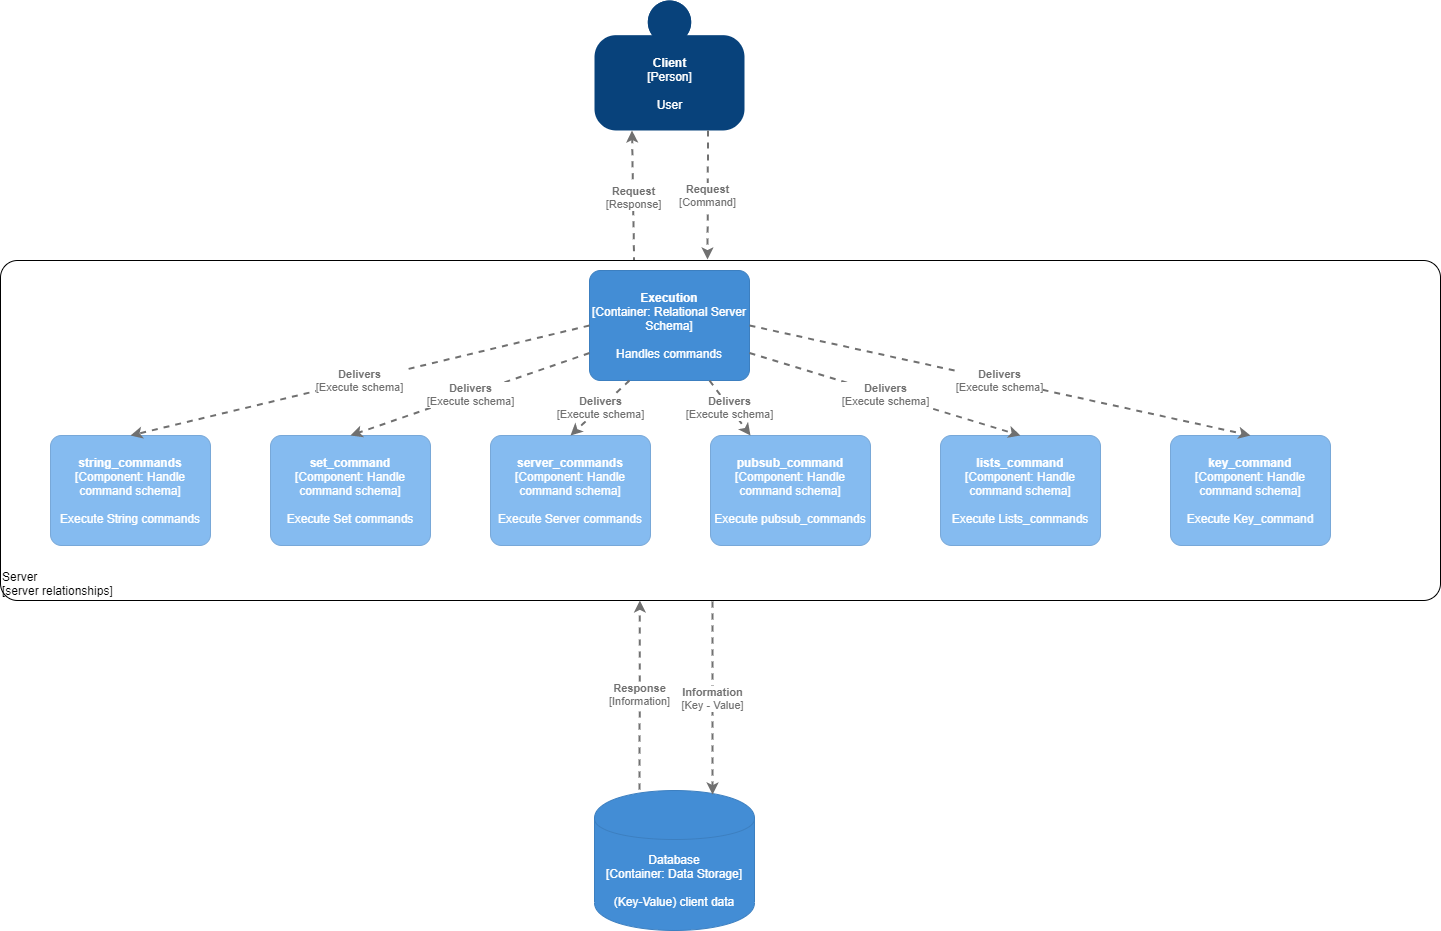 Client
[Person]
User
Request
[Response]
Request
[Command]
Execution
[Container: Relational Server
Schema]
Handles commands
Delivers
[Execute schema]
Delivers
[Execute schema]
Delivers
[Execute schema]
Delivers
[Execute schema]
Delivers
[Execute schema]
Delivers
[Execute schema]
string_commands
[Component: Handle
command schema]
Execute String commands
set_command
[Component: Handle
command schema]
Execute Set commands
server_commands
[Component: Handle
command schema]
Execute Server commands
pubsub_command
[Component: Handle
command schema]
Execute pubsub_commands
lists_command
[Component: Handle
command schema]
Execute Lists_commands
key_command
[Component: Handle
command schema]
Execute Key_command
Server
[server relationships]
Response
[Information]
Information
[Key - Value]
Database
[Container: Data Storage]
(Key-Value) client data